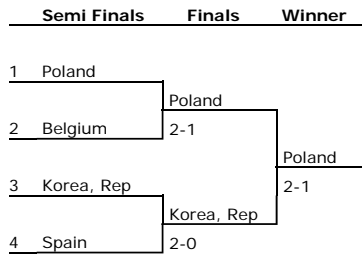 Semi Finals Finals Winner
1 Poland
Poland
2 Belgium 2-1
Poland
3 Korea, Rep 2-1
Korea, Rep
4 Spain 2-0